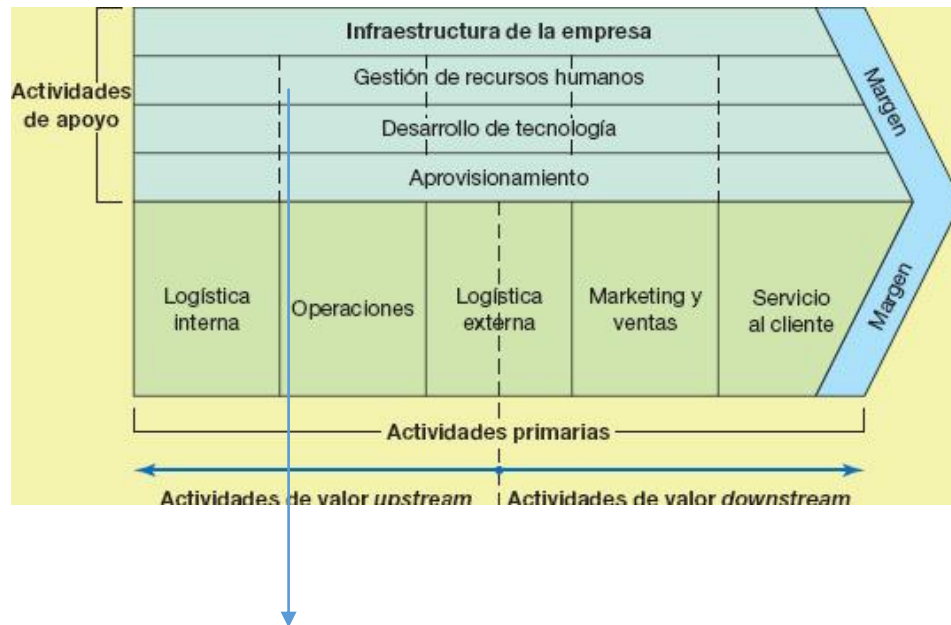 Infraestructura de la empresa
Gestión de recursos humanos
Actividades
de apoyo
Desarrollo de tecnología
Aprovisionamiento
Margen
Margen
Logística
interna
Operaciones
Logística
externa
Marketing y
ventas
Servicio
al cliente
Actividades primarias
Actividades de valor upstream
Actividades de valor downstream